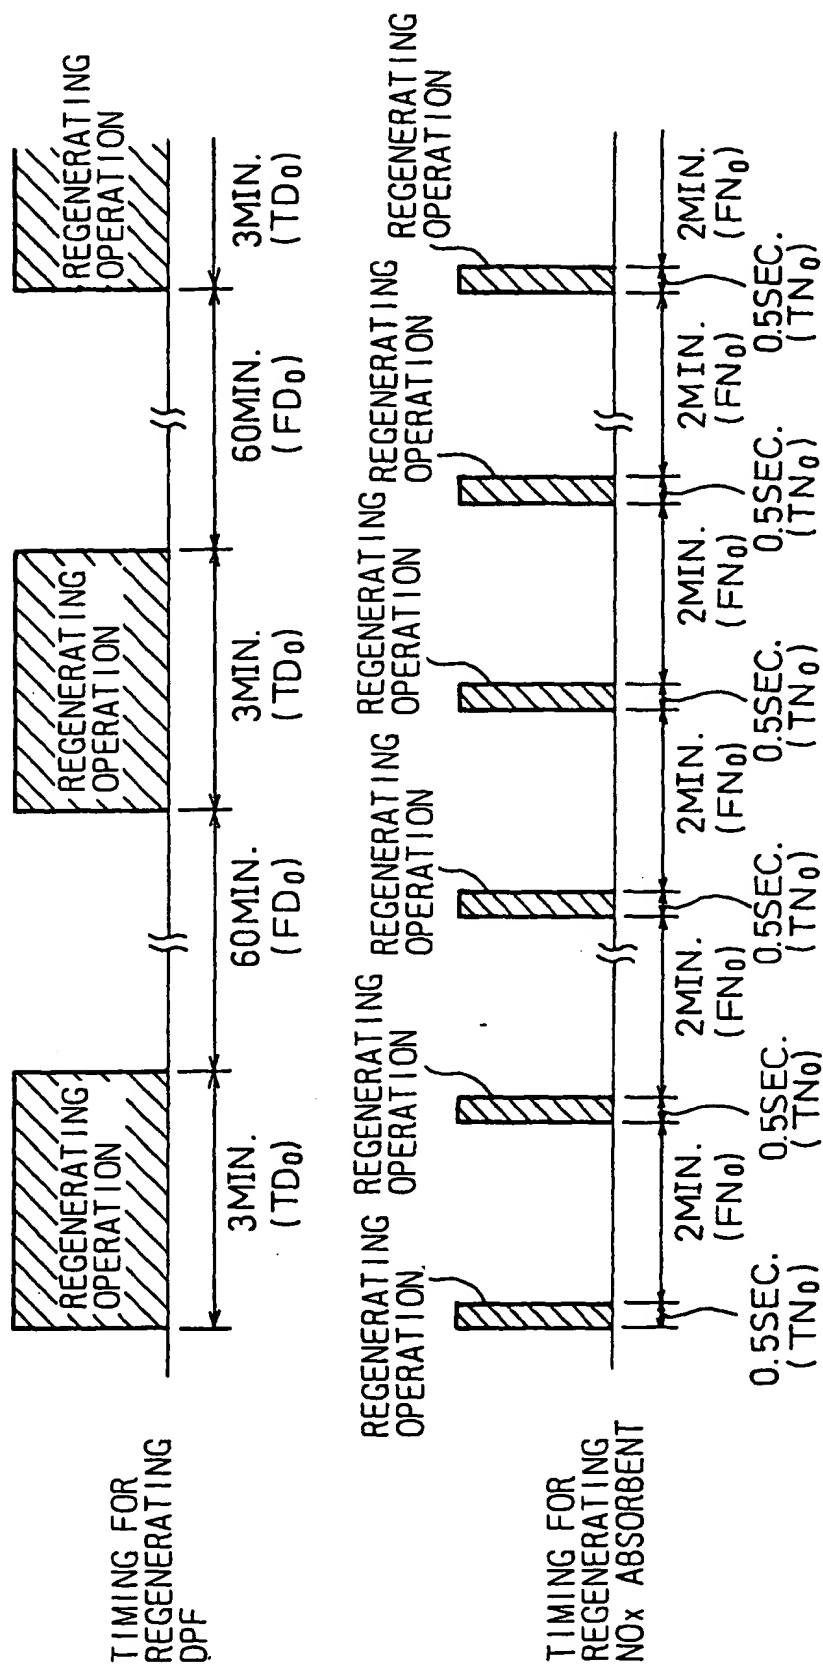 TIMING FOR
REGENERATING
DPF
REGENERATING
OPERATION
REGENERATING
OPERATION
REGENERATING
OPERATION
3MIN.
(TD₀)
60MIN.
(FD₀)
3MIN.
(TD₀)
60MIN.
(FD₀)
3MIN.
(TD₀)
TIMING FOR
REGENERATING
NOx ABSORBENT
REGENERATING
OPERATION
REGENERATING
OPERATION
REGENERATING
OPERATION
REGENERATING
OPERATION
REGENERATING
OPERATION
REGENERATING
OPERATION
2MIN.
(FN₀)
2MIN.
(FN₀)
2MIN.
(FN₀)
2MIN.
(FN₀)
2MIN.
(FN₀)
2MIN.
(FN₀)
0.5SEC.
(TN₀)
0.5SEC.
(TN₀)
0.5SEC.
(TN₀)
0.5SEC.
(TN₀)
0.5SEC.
(TN₀)
0.5SEC.
(TN₀)